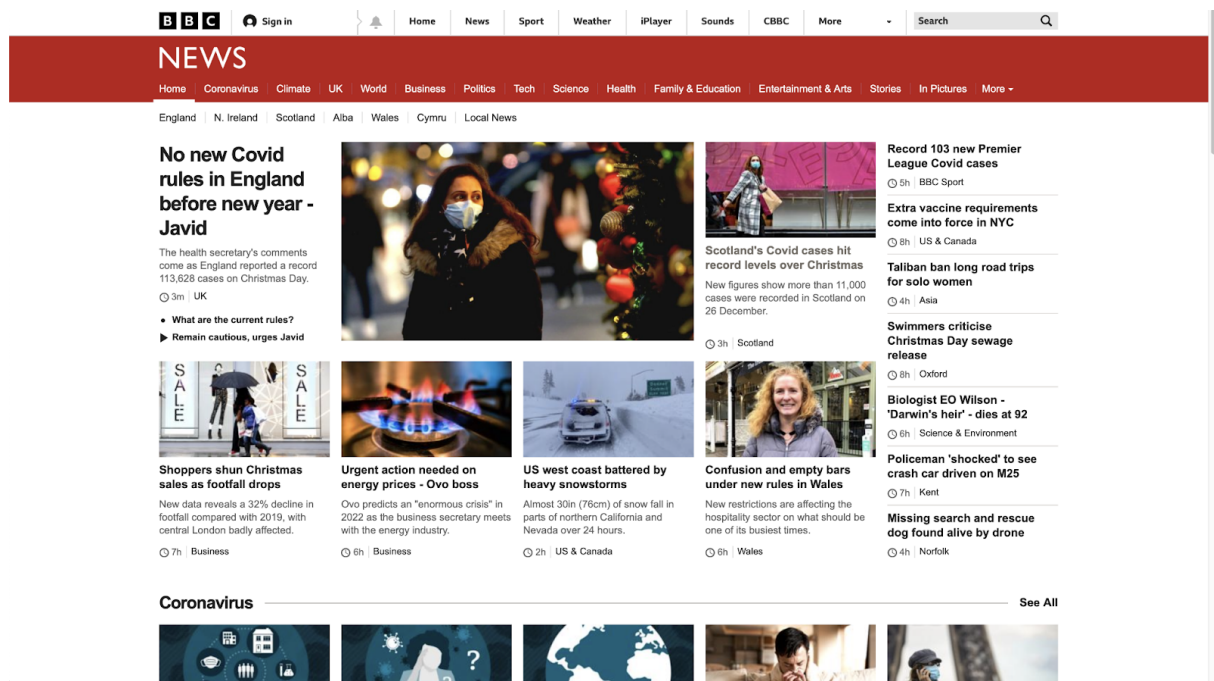 BBC
Sign in
Home
News
Sport
Weather
iPlayer
Sounds
CBBC
More
Search
NEWS
Home
Coronavirus
Climate
UK
World
Business
Politics
Tech
Science
Health
Family & Education
Entertainment & Arts
Stories
In Pictures
More
England
N. Ireland
Scotland
Alba
Wales
Cymru
Local News
No new Covid
rules in England
before new year -
Javid
The health secretary's comments
come as England reported a record
113,628 cases on Christmas Day.
3m UK
What are the current rules?
Remain cautious, urges Javid
Scotland's Covid cases hit
record levels over Christmas
New figures show more than 11,000
cases were recorded in Scotland on
26 December.
3h Scotland
Record 103 new Premier
League Covid cases
5h BBC Sport
Extra vaccine requirements
come into force in NYC
8h US & Canada
Taliban ban long road trips
for solo women
4h Asia
Swimmers criticise
Christmas Day sewage
release
8h Oxford
Biologist EO Wilson -
'Darwin's heir' - dies at 92
6h Science & Environment
Policeman 'shocked' to see
crash car driven on M25
7h Kent
Missing search and rescue
dog found alive by drone
4h Norfolk
SALE
SALE
Shoppers shun Christmas
sales as footfall drops
New data reveals a 32% decline in
footfall compared with 2019, with
central London badly affected.
7h Business
Urgent action needed on
energy prices - Ovo boss
Ovo predicts an "enormous crisis" in
2022 as the business secretary meets
with the energy industry.
6h Business
US west coast battered by
heavy snowstorms
Almost 30in (76cm) of snow fall in
parts of northern California and
Nevada over 24 hours.
2h US & Canada
Confusion and empty bars
under new rules in Wales
New restrictions are affecting the
hospitality sector on what should be
one of its busiest times.
6h Wales
Coronavirus
See All
?